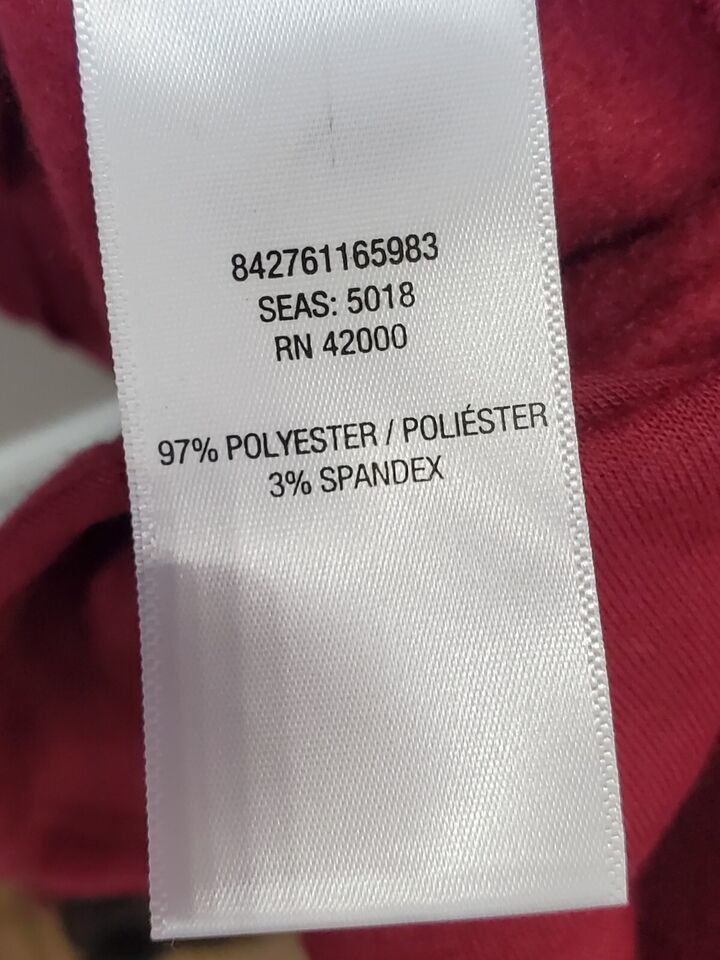 842761165983
SEAS: 5018
RN 42000
97% POLYESTER / POLIÉSTER
3% SPANDEX